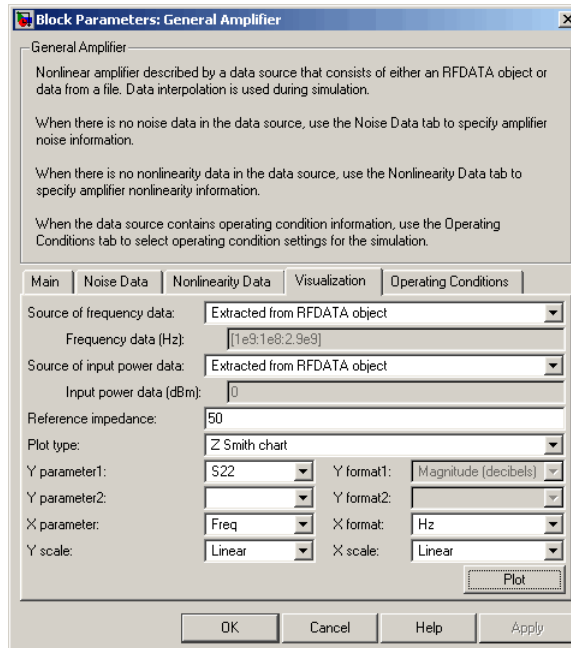 Block Parameters: General Amplifier
General Amplifier
Nonlinear amplifier described by a data source that consists of either an RFDATA object or
data from a file. Data interpolation is used during simulation.
When there is no noise data in the data source, use the Noise Data tab to specify amplifier
noise information.
When there is no nonlinearity data in the data source, use the Nonlinearity Data tab to
specify amplifier nonlinearity information.
When the data source contains operating condition information, use the Operating
Conditions tab to select operating condition settings for the simulation.
Main Noise Data Nonlinearity Data Visualization Operating Conditions
Source of frequency data: Extracted from RFDATA object
Frequency data (Hz): [1e9:1e8:2.9e9]
Source of input power data: Extracted from RFDATA object
Input power data (dBm): 0
Reference impedance: 50
Plot type: Z Smith chart
Y parameter1: S22 Y format1: Magnitude (decibels)
Y parameter2: Y format2:
X parameter: Freq X format: Hz
Y scale: Linear X scale: Linear
Plot
OK Cancel Help Apply